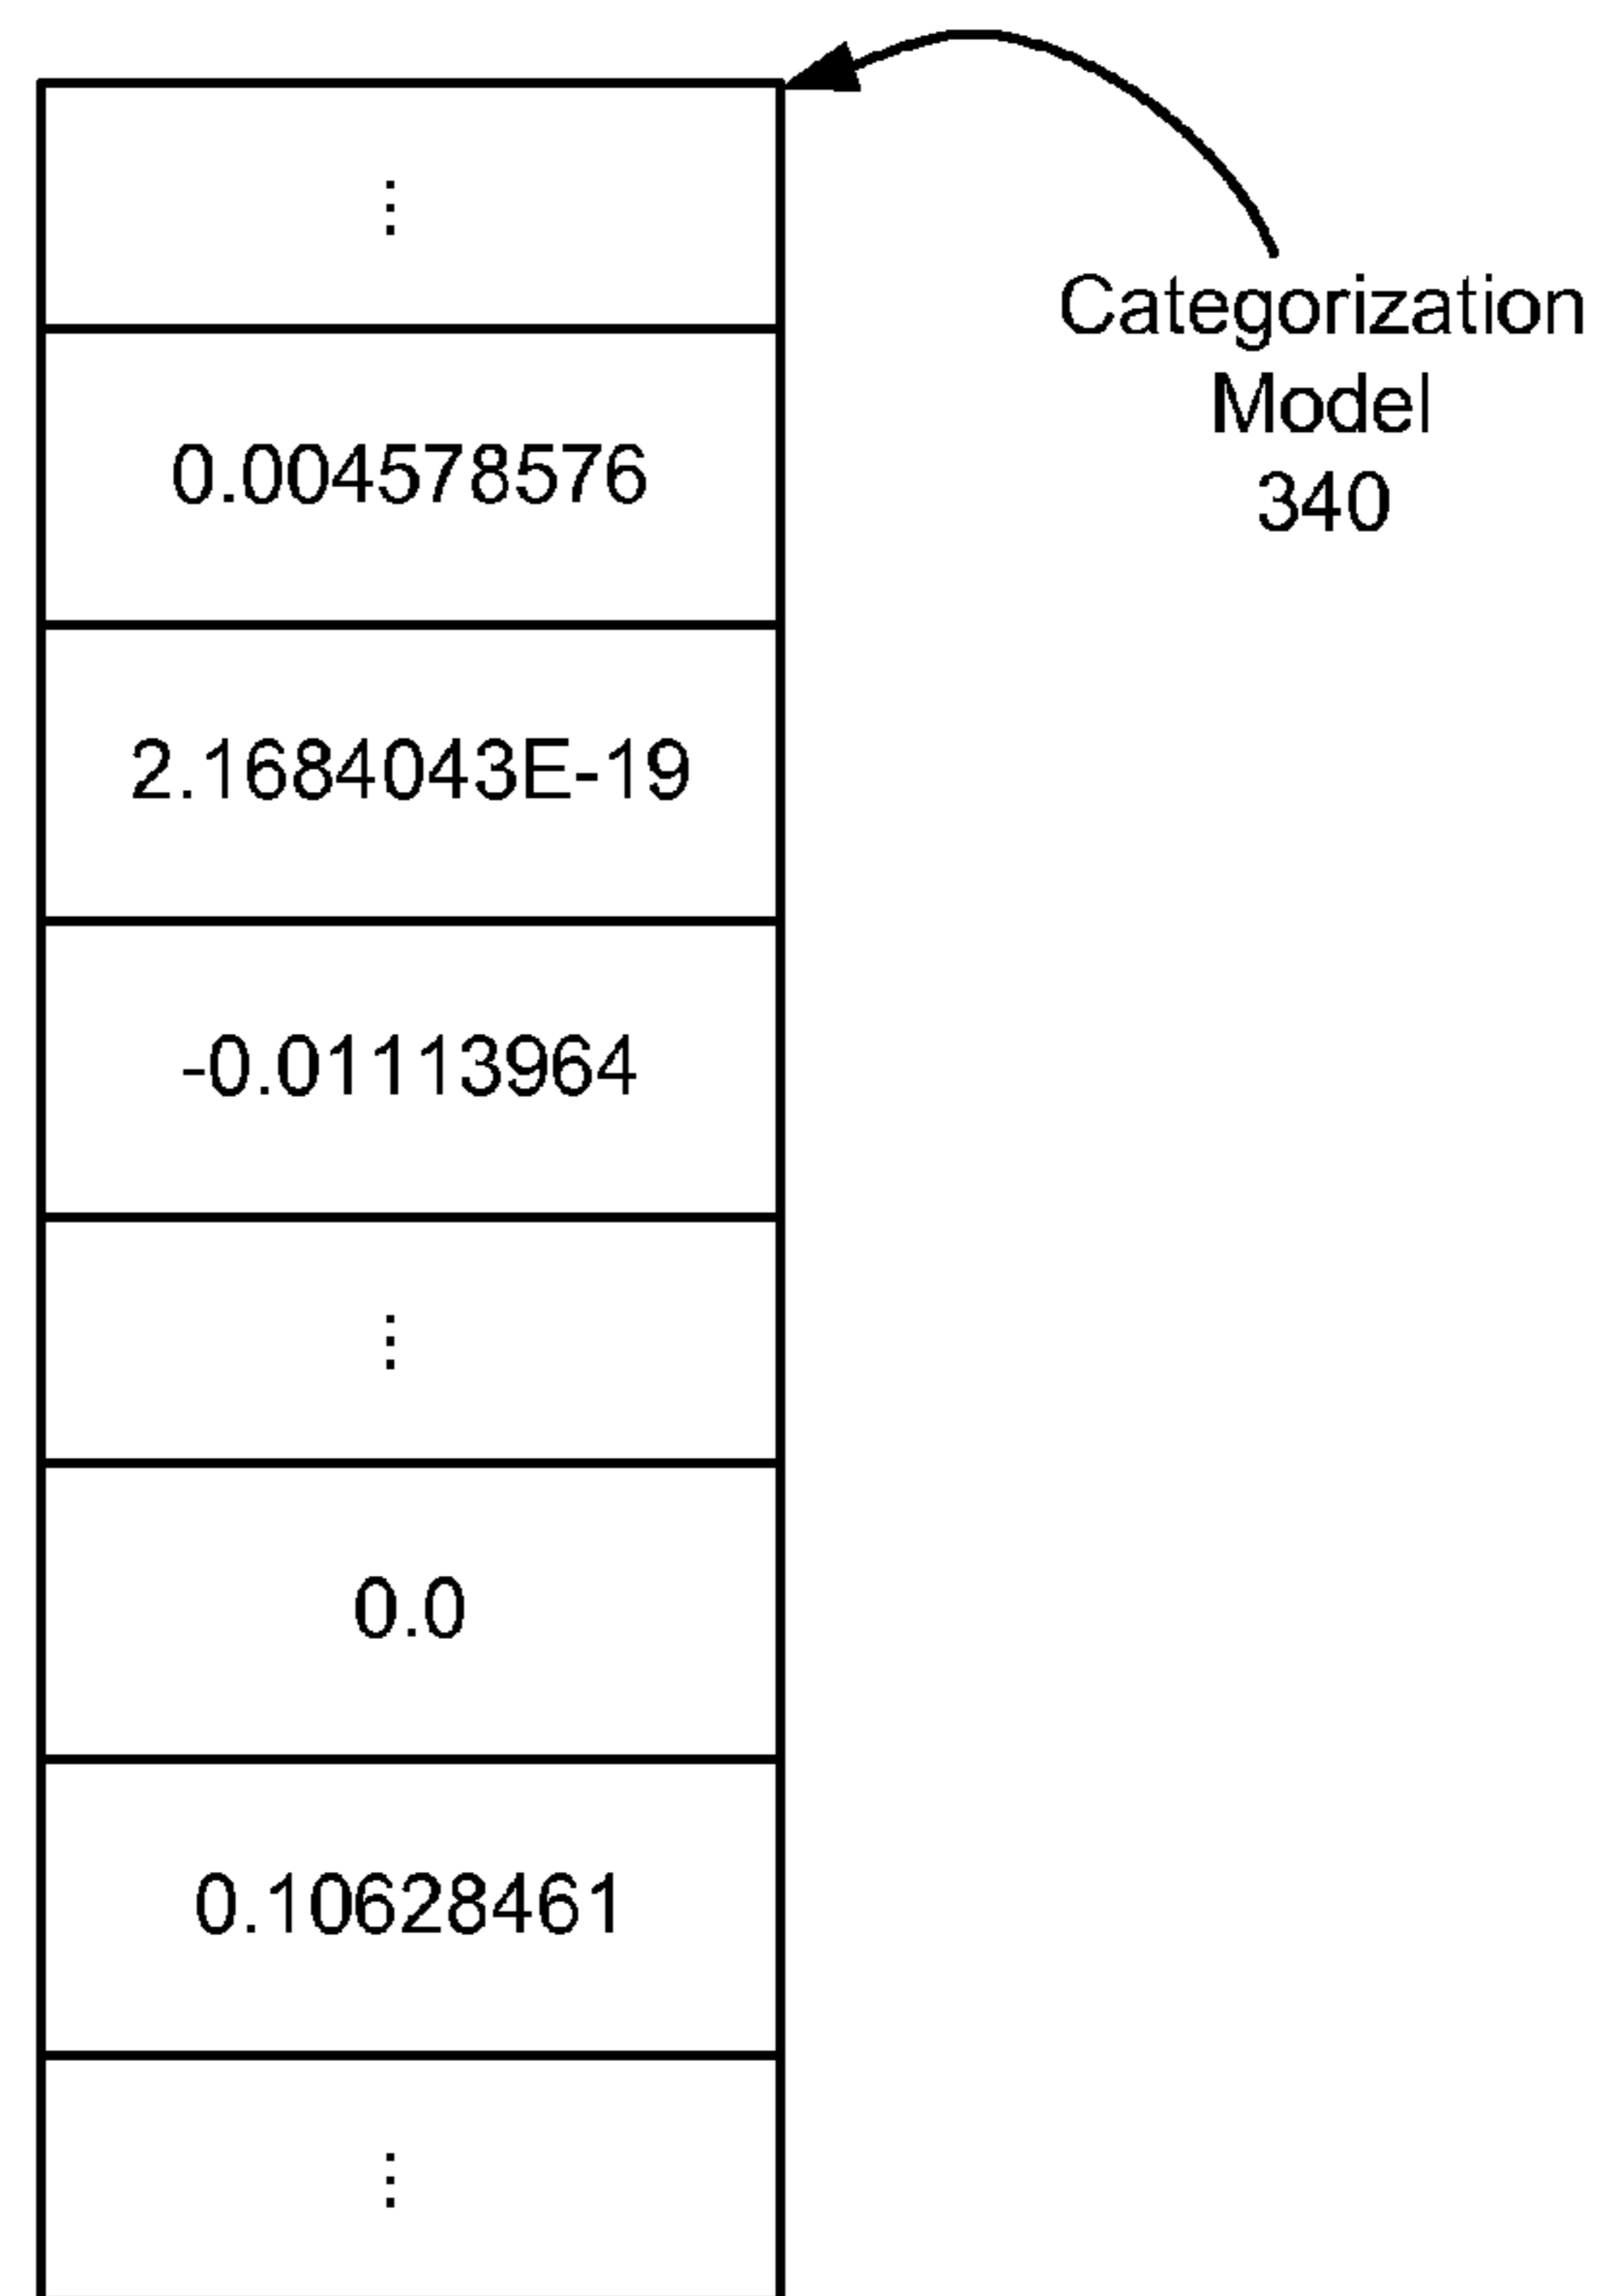 ⋮
Categorization
Model
340
0.004578576
2.1684043E-19
-0.01113964
⋮
0.0
0.10628461
⋮